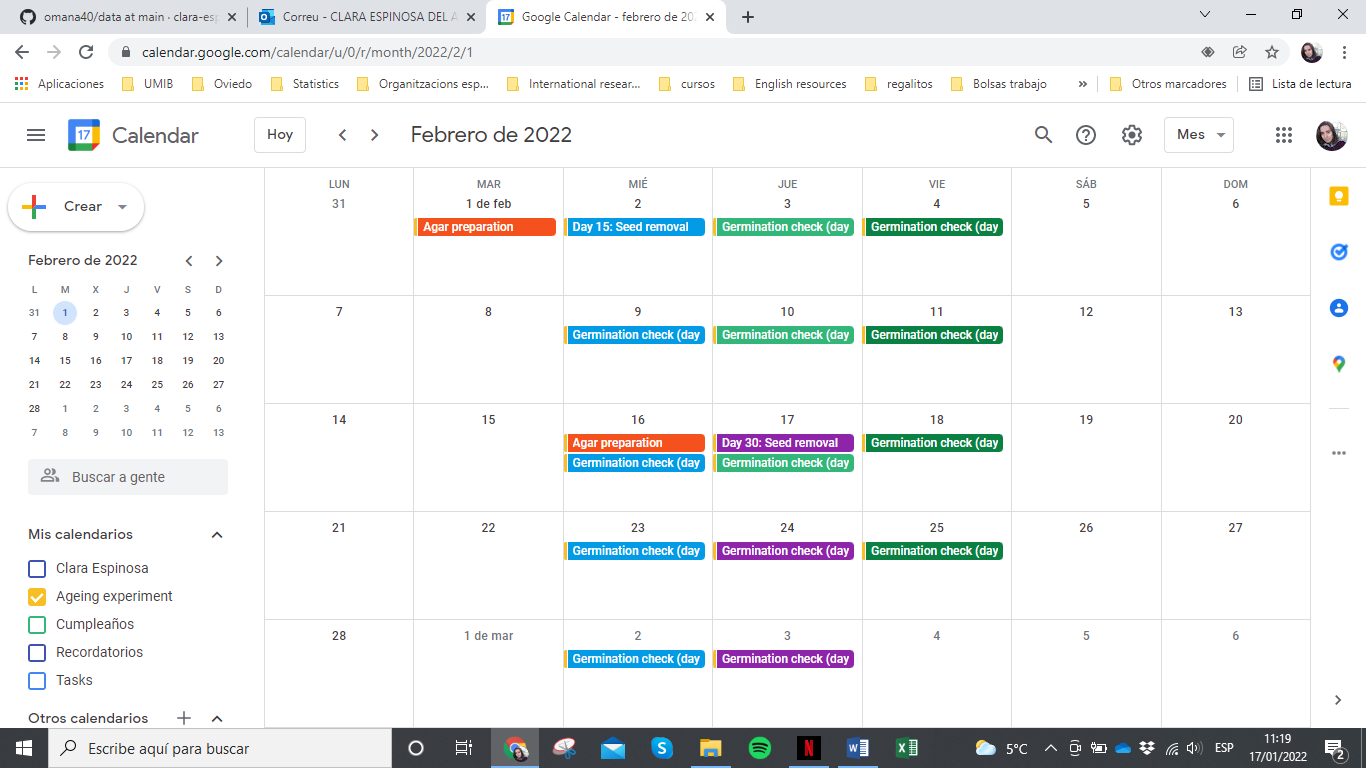 omana40/data at main · clara-es
Correu - CLARA ESPINOSA DEL A
Google Calendar - febrero de 20
calendar.google.com/calendar/u/0/r/month/2022/2/1
Aplicaciones UMIB Oviedo Statistics Organitzacions esp... International resear... cursos English resources regalitos Bolsas trabajo » Otros marcadores Lista de lectura
17 Calendar Hoy Febrero de 2022 Mes
Crear
Febrero de 2022
L M X J V S D
31 1 2 3 4 5 6
7 8 9 10 11 12 13
14 15 16 17 18 19 20
21 22 23 24 25 26 27
28 1 2 3 4 5 6
7 8 9 10 11 12 13
Buscar a gente
Mis calendarios
Clara Espinosa
Ageing experiment
Cumpleaños
Recordatorios
Tasks
Otros calendarios
LUN MAR MIÉ JUE VIE SÁB DOM
31 1 de feb 2 3 4 5 6
Agar preparation Day 15: Seed removal Germination check (day Germination check (day
7 8 9 10 11 12 13
Germination check (day Germination check (day Germination check (day
14 15 16 17 18 19 20
Agar preparation Day 30: Seed removal Germination check (day
Germination check (day Germination check (day
21 22 23 24 25 26 27
Germination check (day Germination check (day Germination check (day
28 1 de mar 2 3 4 5 6
Germination check (day Germination check (day
Escribe aquí para buscar
5°C ESP
11:19
17/01/2022
2